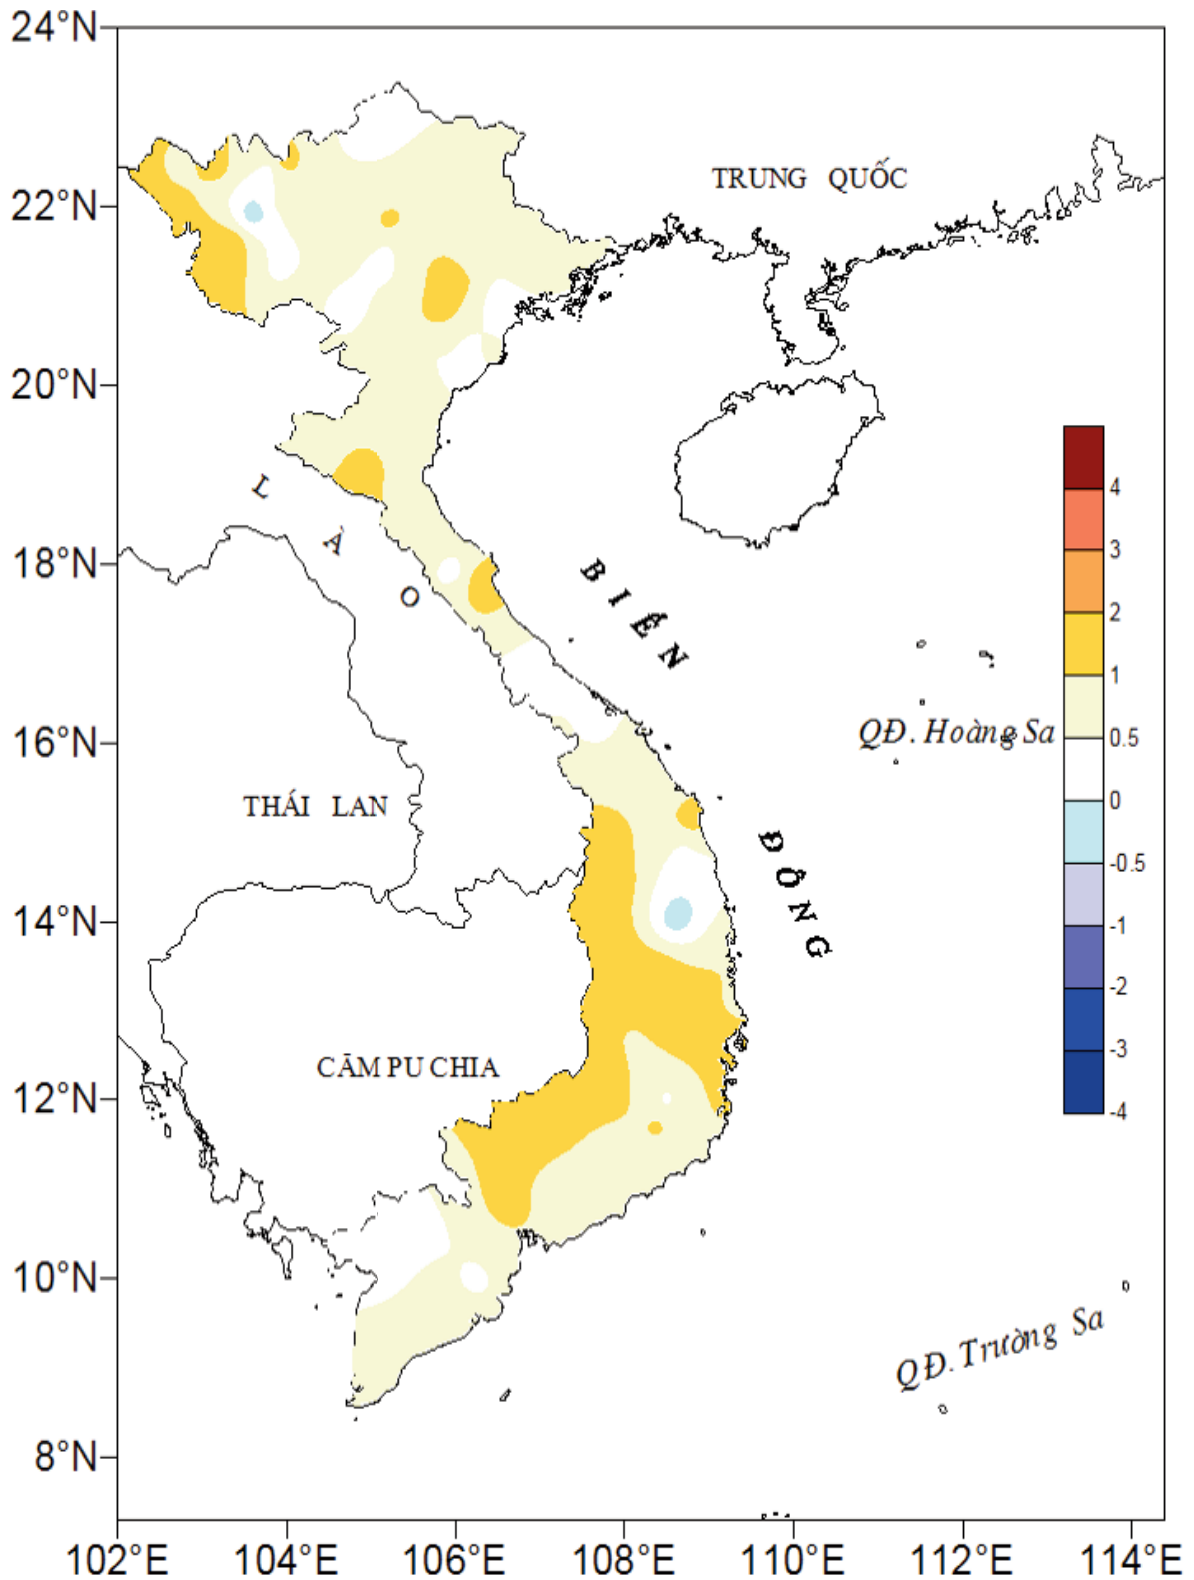 24°N
22°N
20°N
18°N
16°N
14°N
12°N
10°N
8°N
TRUNG QUỐC
L
À
O
BIỂN
ĐÔNG
QĐ. Hoàng Sa
THÁI LAN
CĂM PU CHIA
QĐ. Trường Sa
4
3
2
1
0.5
0
-0.5
-1
-2
-3
-4
102°E 104°E 106°E 108°E 110°E 112°E 114°E